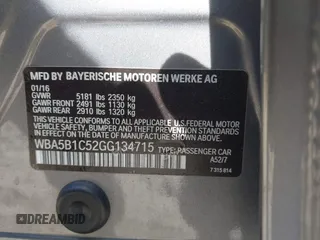 MFD BY BAYERISCHE MOTOREN WERKE AG
01/16
GVWR 5181 lbs 2350 kg
GAWR FRONT 2491 lbs 1130 kg
GAWR REAR 2910 lbs 1320 kg
THIS VEHICLE CONFORMS TO ALL APPLICABLE
FEDERAL MOTOR VEHICLE SAFETY,
BUMPER, AND THEFT PREVENTION
STANDARDS IN EFFECT ON THE DATE OF
MANUFACTURE SHOWN ABOVE.
WBA5B1C52GG134715 TYPE: PASSENGER CAR
A52/7
7 313 614
© AUTOBIDMASTER